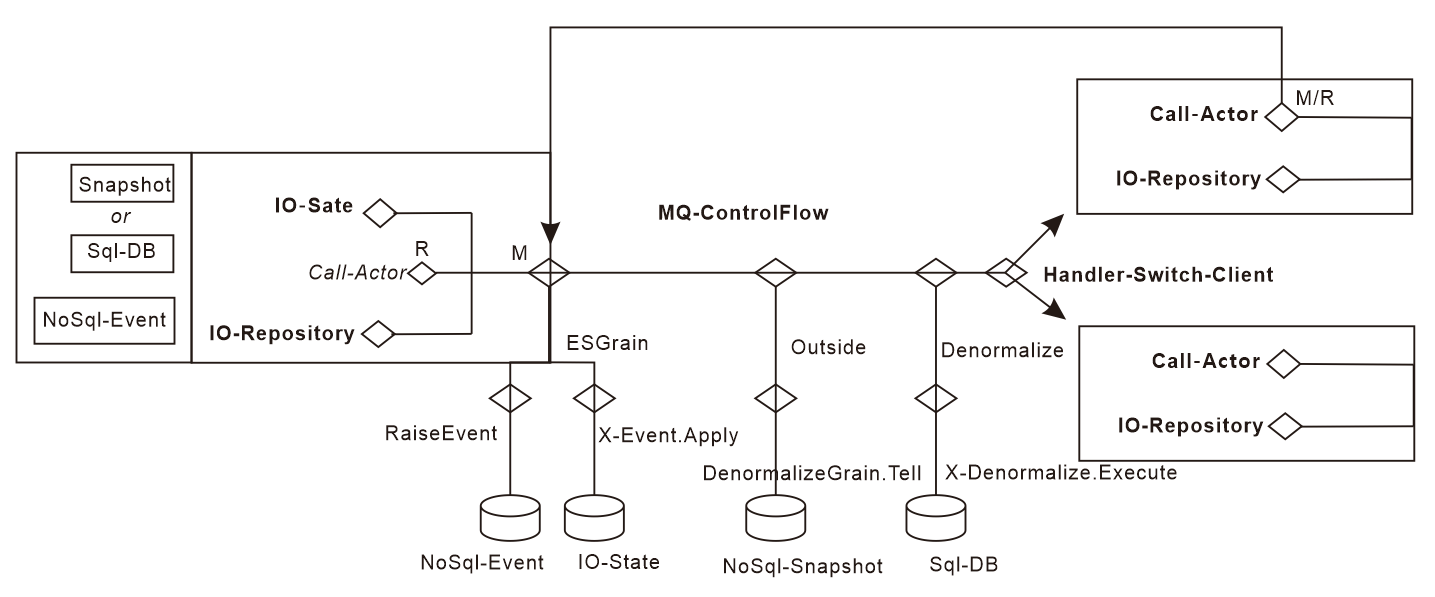 M/R
Call-Actor
IO-Repository
Snapshot
or
Sql-DB
NoSql-Event
IO-Sate
R
Call-Actor
IO-Repository
M
MQ-ControlFlow
Handler-Switch-Client
ESGrain
Outside
Denormalize
Call-Actor
IO-Repository
RaiseEvent
X-Event.Apply
DenormalizeGrain.Tell
X-Denormalize.Execute
NoSql-Event
IO-State
NoSql-Snapshot
Sql-DB